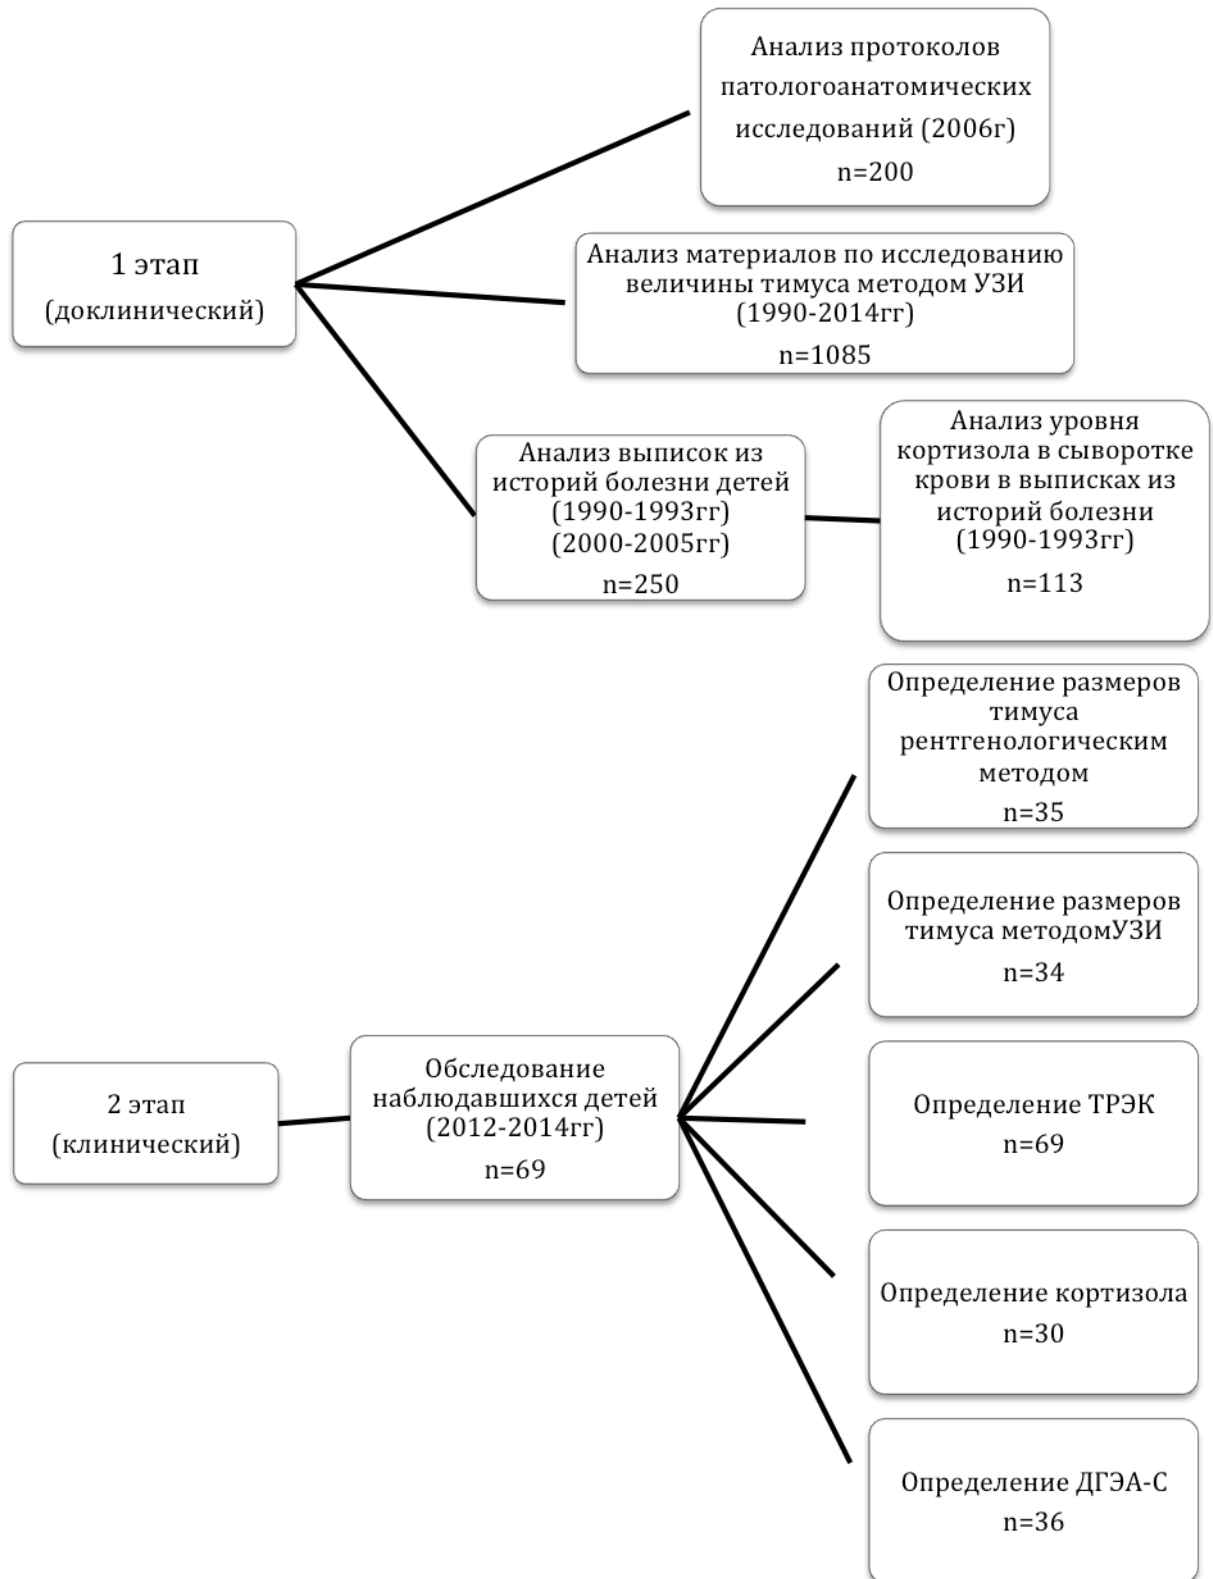 Анализ протоколов
патологоанатомических
исследований (2006г)
n=200
1 этап
(доклинический)
Анализ материалов по исследованию
величины тимуса методом УЗИ
(1990-2014гг)
n=1085
Анализ выписок из
историй болезни детей
(1990-1993гг)
(2000-2005гг)
n=250
Анализ уровня
кортизола в сыворотке
крови в выписках из
историй болезни
(1990-1993гг)
n=113
Определение размеров
тимуса
рентгенологическим
методом
n=35
Определение размеров
тимуса методомУЗИ
n=34
2 этап
(клинический)
Обследование
наблюдавшихся детей
(2012-2014гг)
n=69
Определение ТРЭК
n=69
Определение кортизола
n=30
Определение ДГЭА-С
n=36